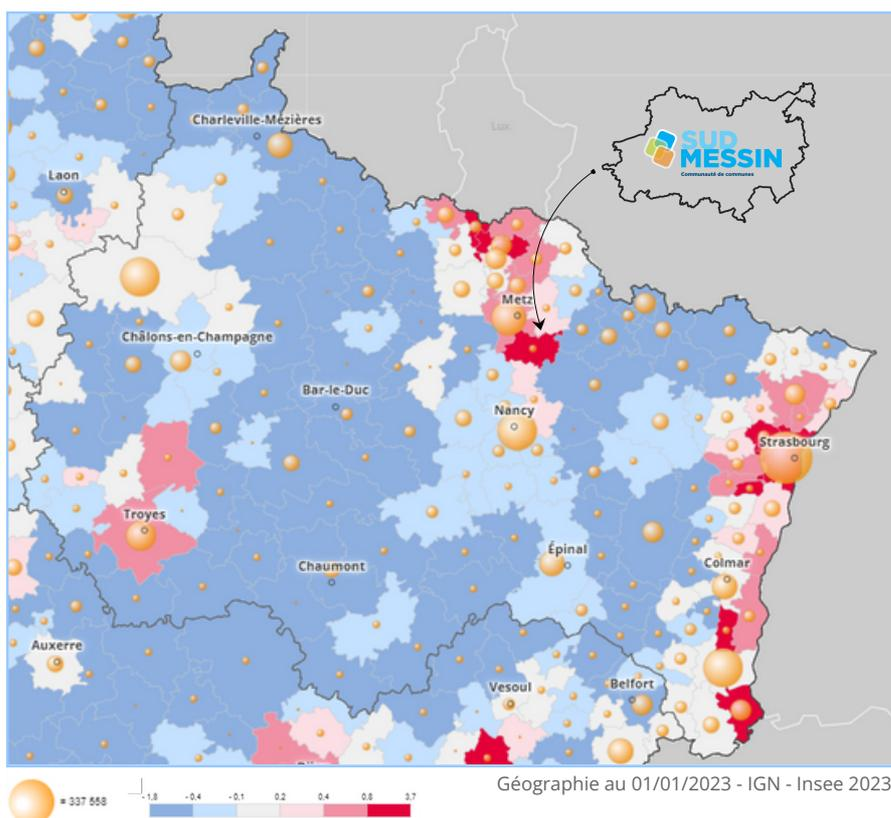 Charleville-Mézières
Lux.
SUD
MESSIN
Communauté de communes
Laon
Metz
Châlons-en-Champagne
Bar-le-Duc
Nancy
Strasbourg
Troyes
Épinal
Chaumont
Colmar
Auxerre
Vesoul
Belfort
Géographie au 01/01/2023 - IGN - Insee 2023
= 337 558
-1,8 -0,4 -0,1 0,2 0,4 0,8 3,7